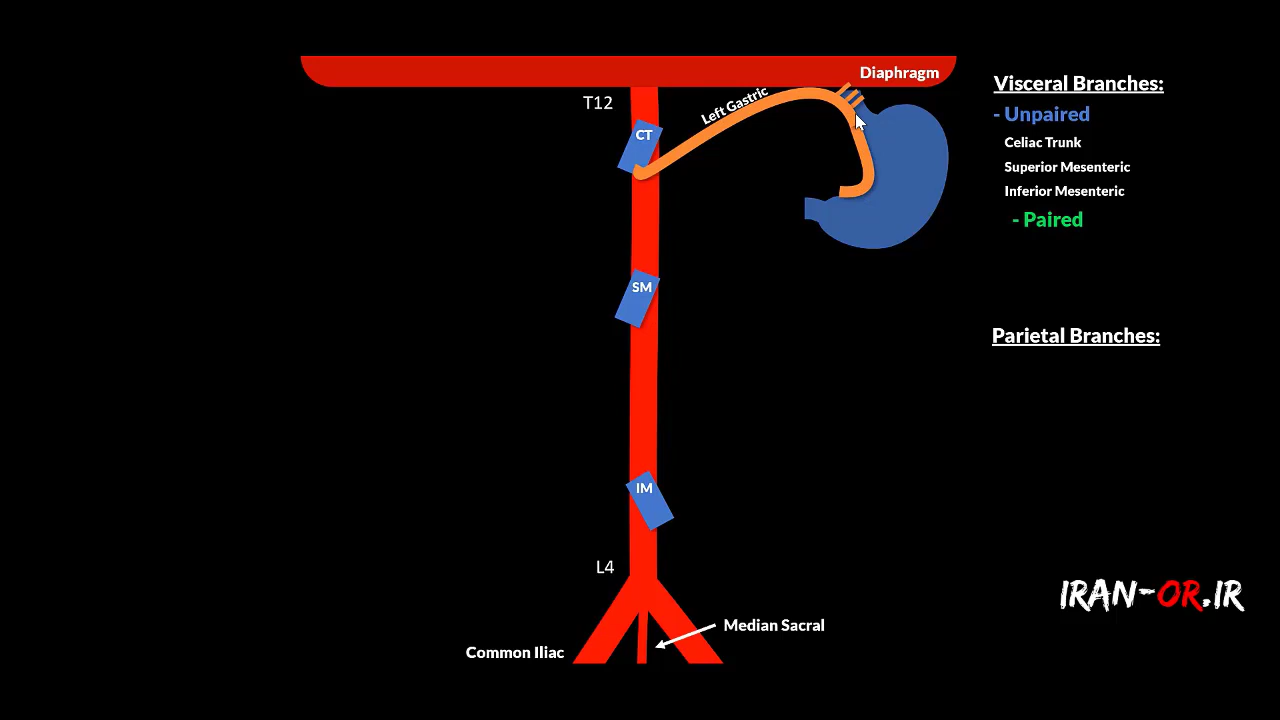 Diaphragm
T12
Left Gastric
CT
SM
IM
L4
Median Sacral
Common Iliac
Visceral Branches:
- Unpaired
Celiac Trunk
Superior Mesenteric
Inferior Mesenteric
- Paired
Parietal Branches:
IRAN-OR.IR